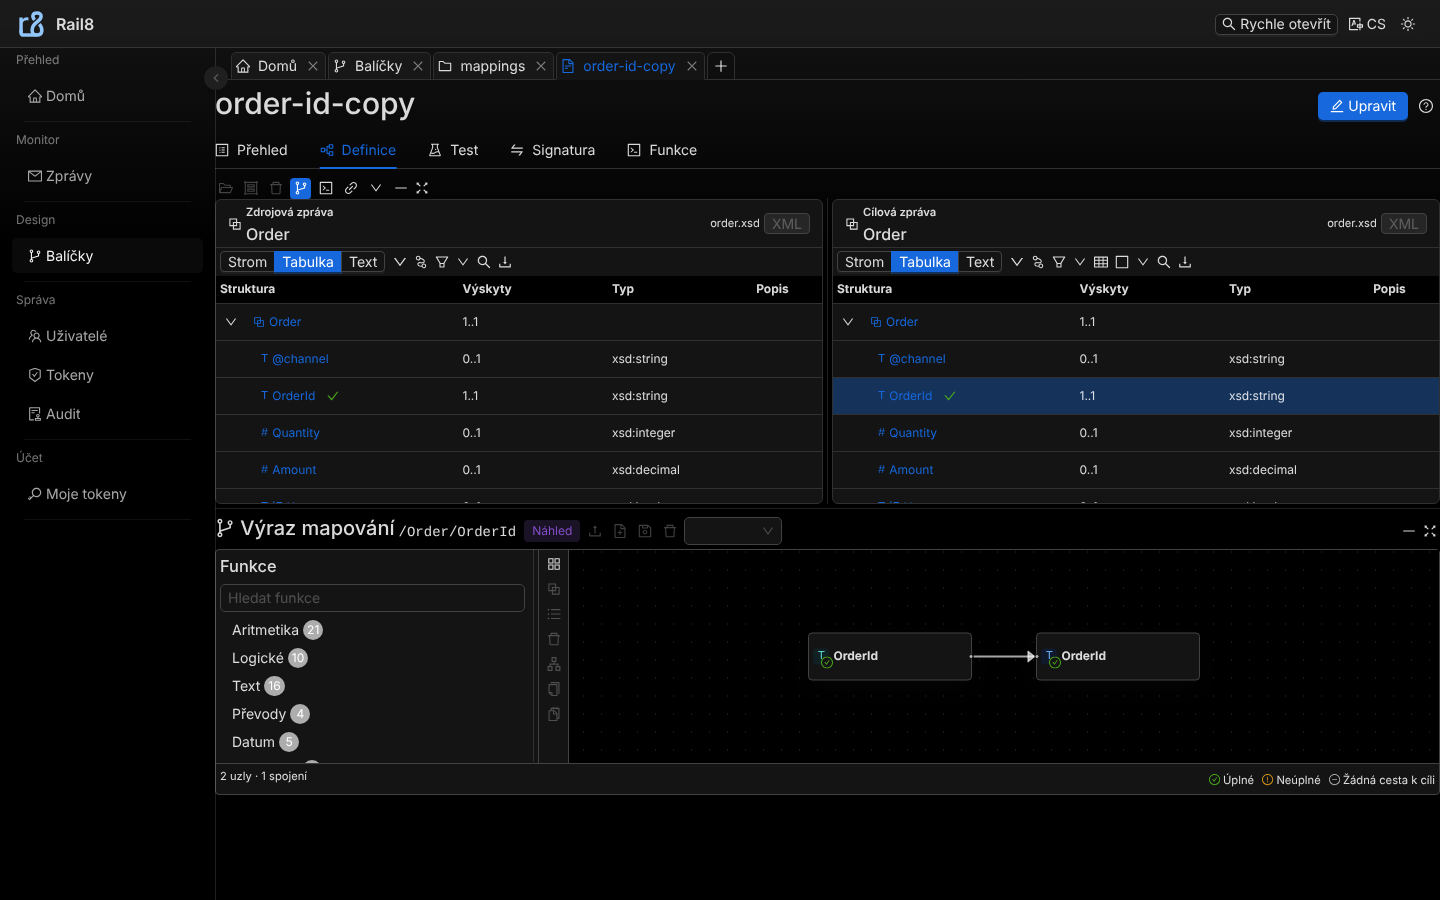 Rail8
Rychle otevřít
CS
Přehled
Domů
Monitor
Zprávy
Design
Balíčky
Správa
Uživatelé
Tokeny
Audit
Účet
Moje tokeny
Domů
Balíčky
mappings
order-id-copy
order-id-copy
Upravit
Přehled
Definice
Test
Signatura
Funkce
Zdrojová zpráva
Order
order.xsd XML
Strom Tabulka Text
Struktura Výskyty Typ Popis
Order 1..1
T @channel 0..1 xsd:string
T OrderId 1..1 xsd:string
# Quantity 0..1 xsd:integer
# Amount 0..1 xsd:decimal
Cílová zpráva
Order
order.xsd XML
Strom Tabulka Text
Struktura Výskyty Typ Popis
Order 1..1
T @channel 0..1 xsd:string
T OrderId 1..1 xsd:string
# Quantity 0..1 xsd:integer
# Amount 0..1 xsd:decimal
Výraz mapování /Order/OrderId Náhled
Funkce
Hledat funkce
Aritmetika 21
Logické 10
Text 16
Převody 4
Datum 5
T OrderId
T OrderId
2 uzly · 1 spojení
Úplné Neúplné Žádná cesta k cíli